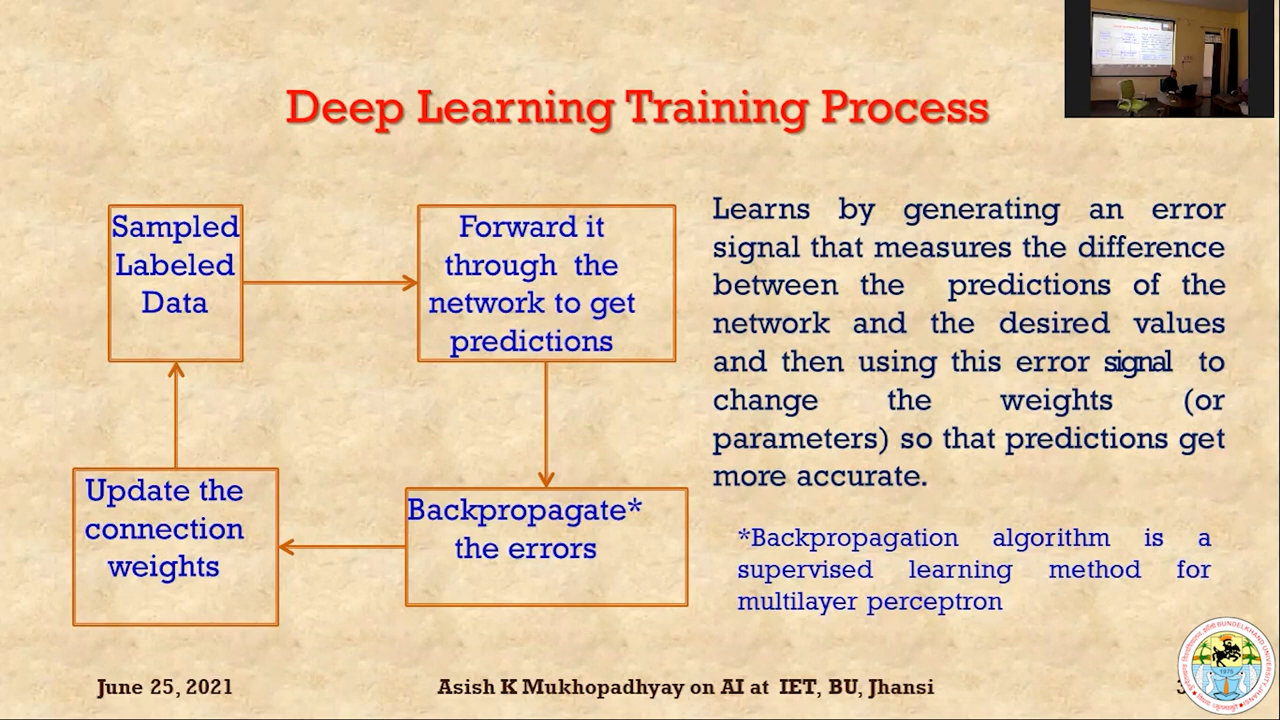 Deep Learning Training Process
Sampled
Labeled
Data
Forward it
through the
network to get
predictions
Backpropagate*
the errors
Update the
connection
weights
Learns by generating an error
signal that measures the difference
between the predictions of the
network and the desired values
and then using this error signal to
change the weights (or
parameters) so that predictions get
more accurate.
*Backpropagation algorithm is a
supervised learning method for
multilayer perceptron
June 25, 2021
Asish K Mukhopadhyay on AI at IET, BU, Jhansi
BUNDELKHAND UNIVERSITY, JHANSI
1975